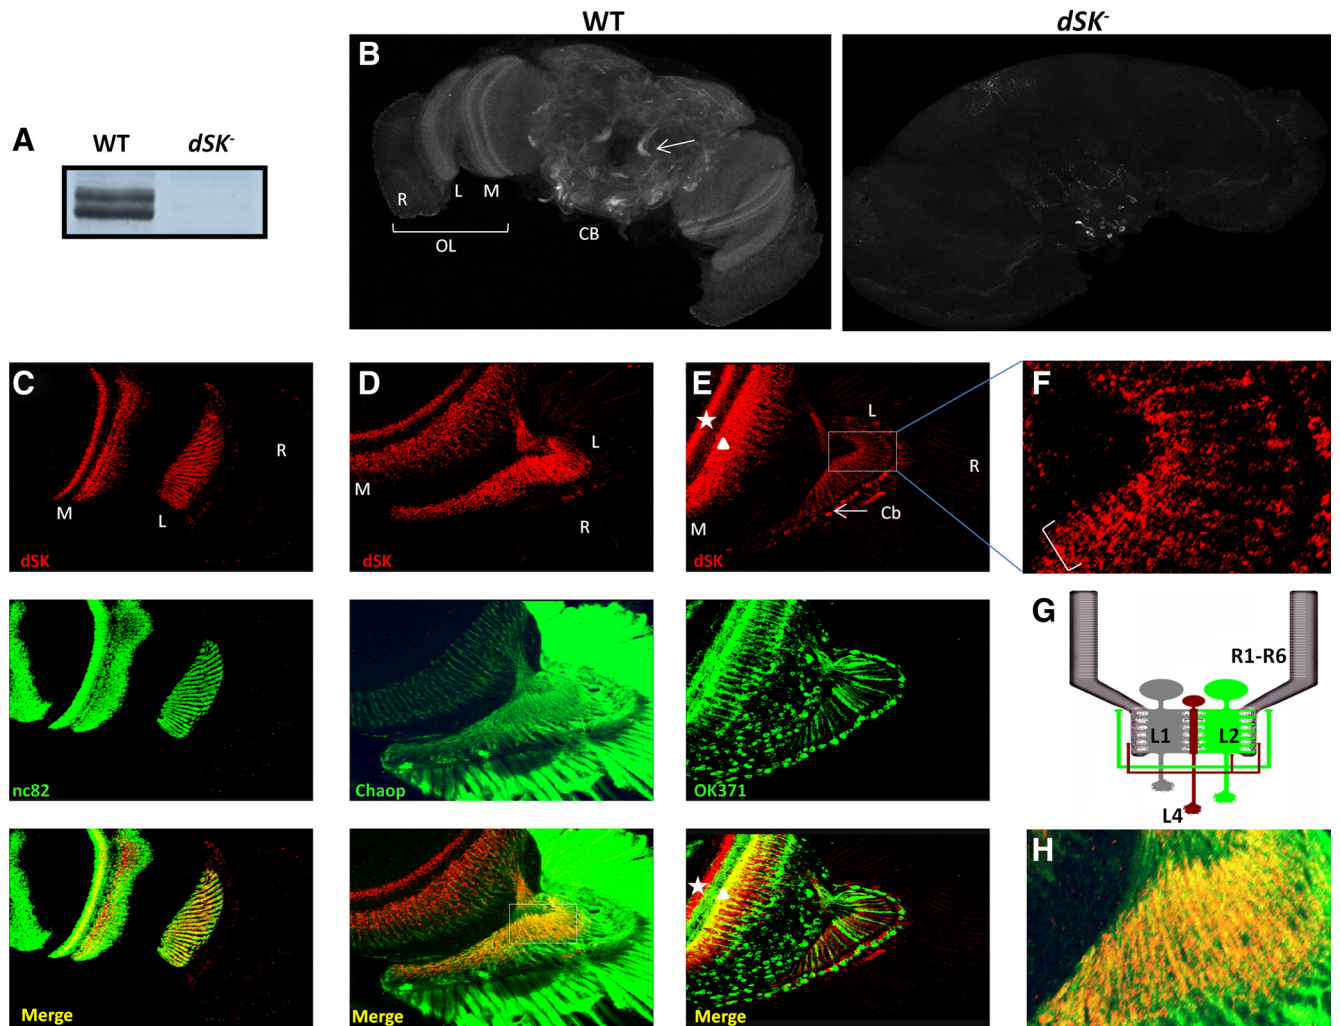 WT
dSK-
A
WT
dSK-
B
R
L
M
OL
CB
C
M
L
R
dSK
D
M
L
R
dSK
E
L
R
M
Cb
dSK
F
nc82
Chaop
OK371
G
R1-R6
L1
L2
L4
Merge
Merge
Merge
H